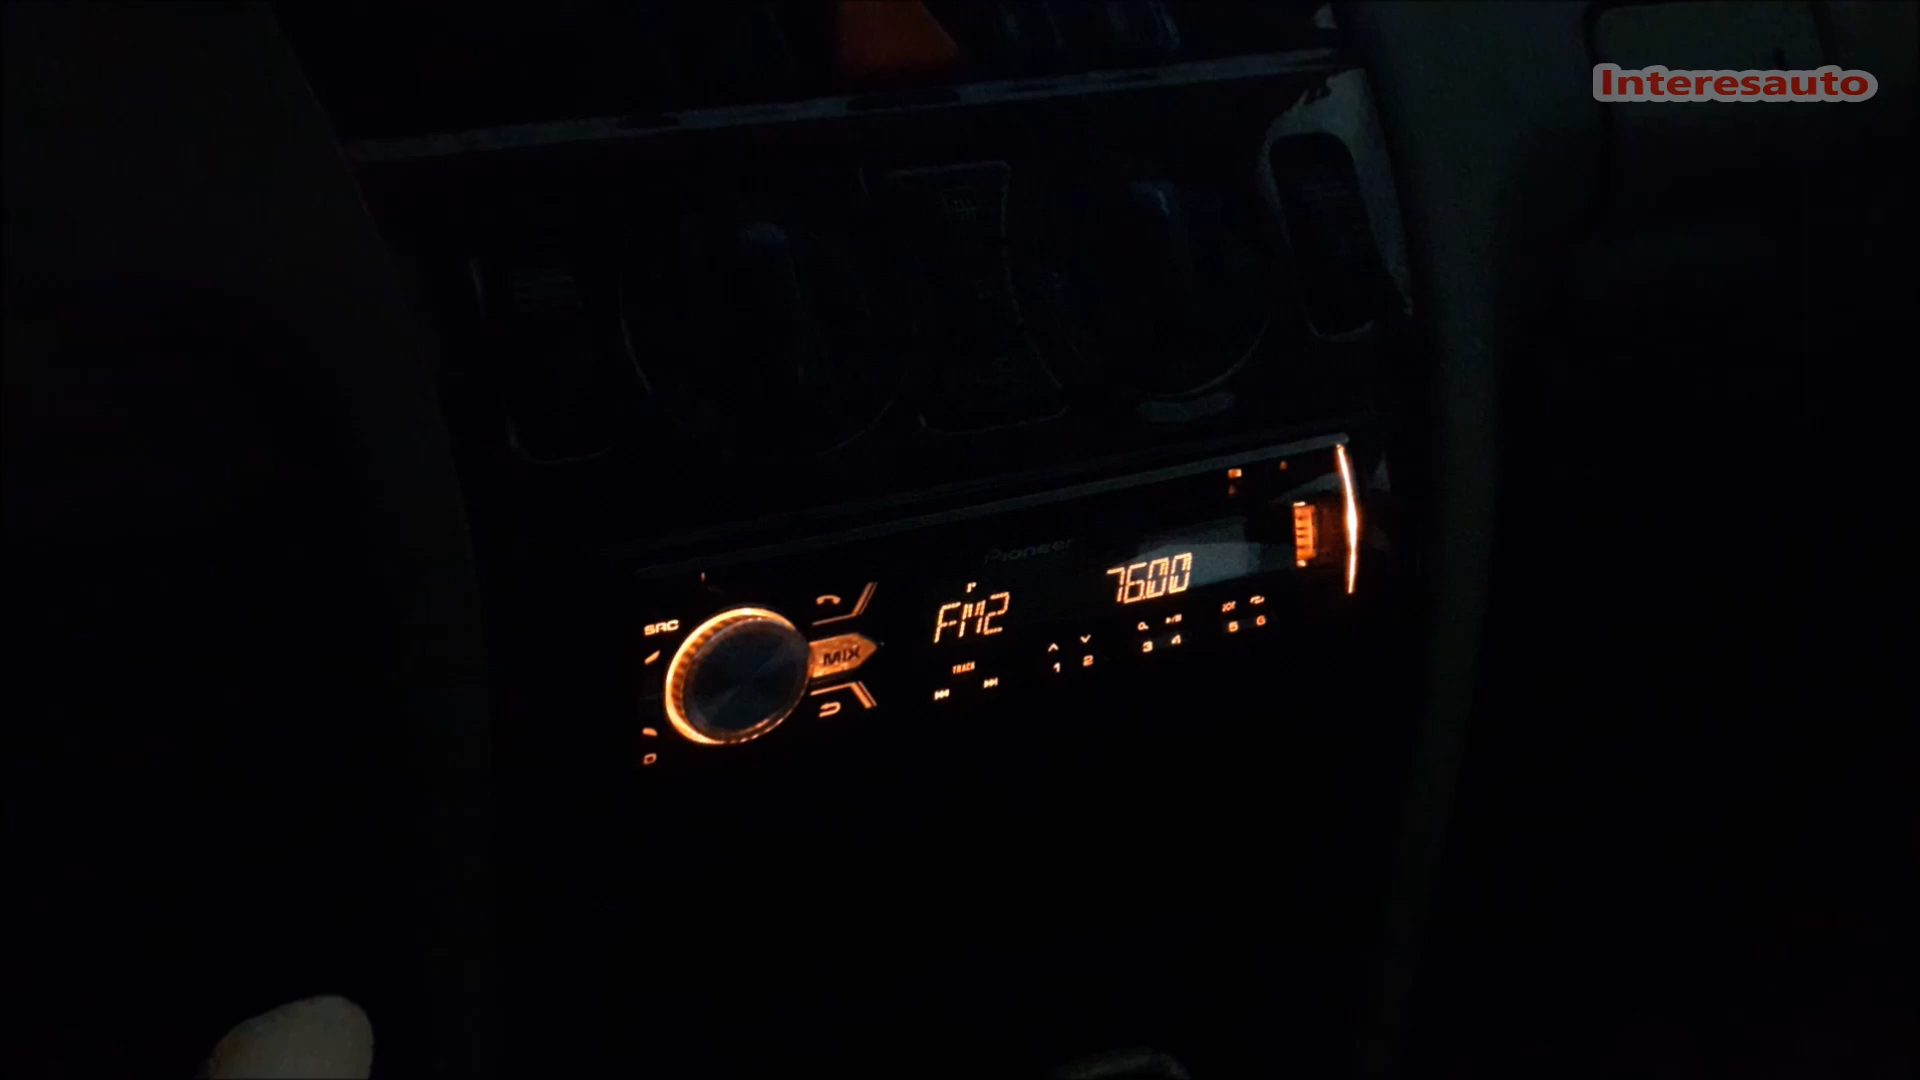 Interesauto
Pioneer
76.00
FM2
SRC
MIX
TRACK
1 2 3 4 5 6